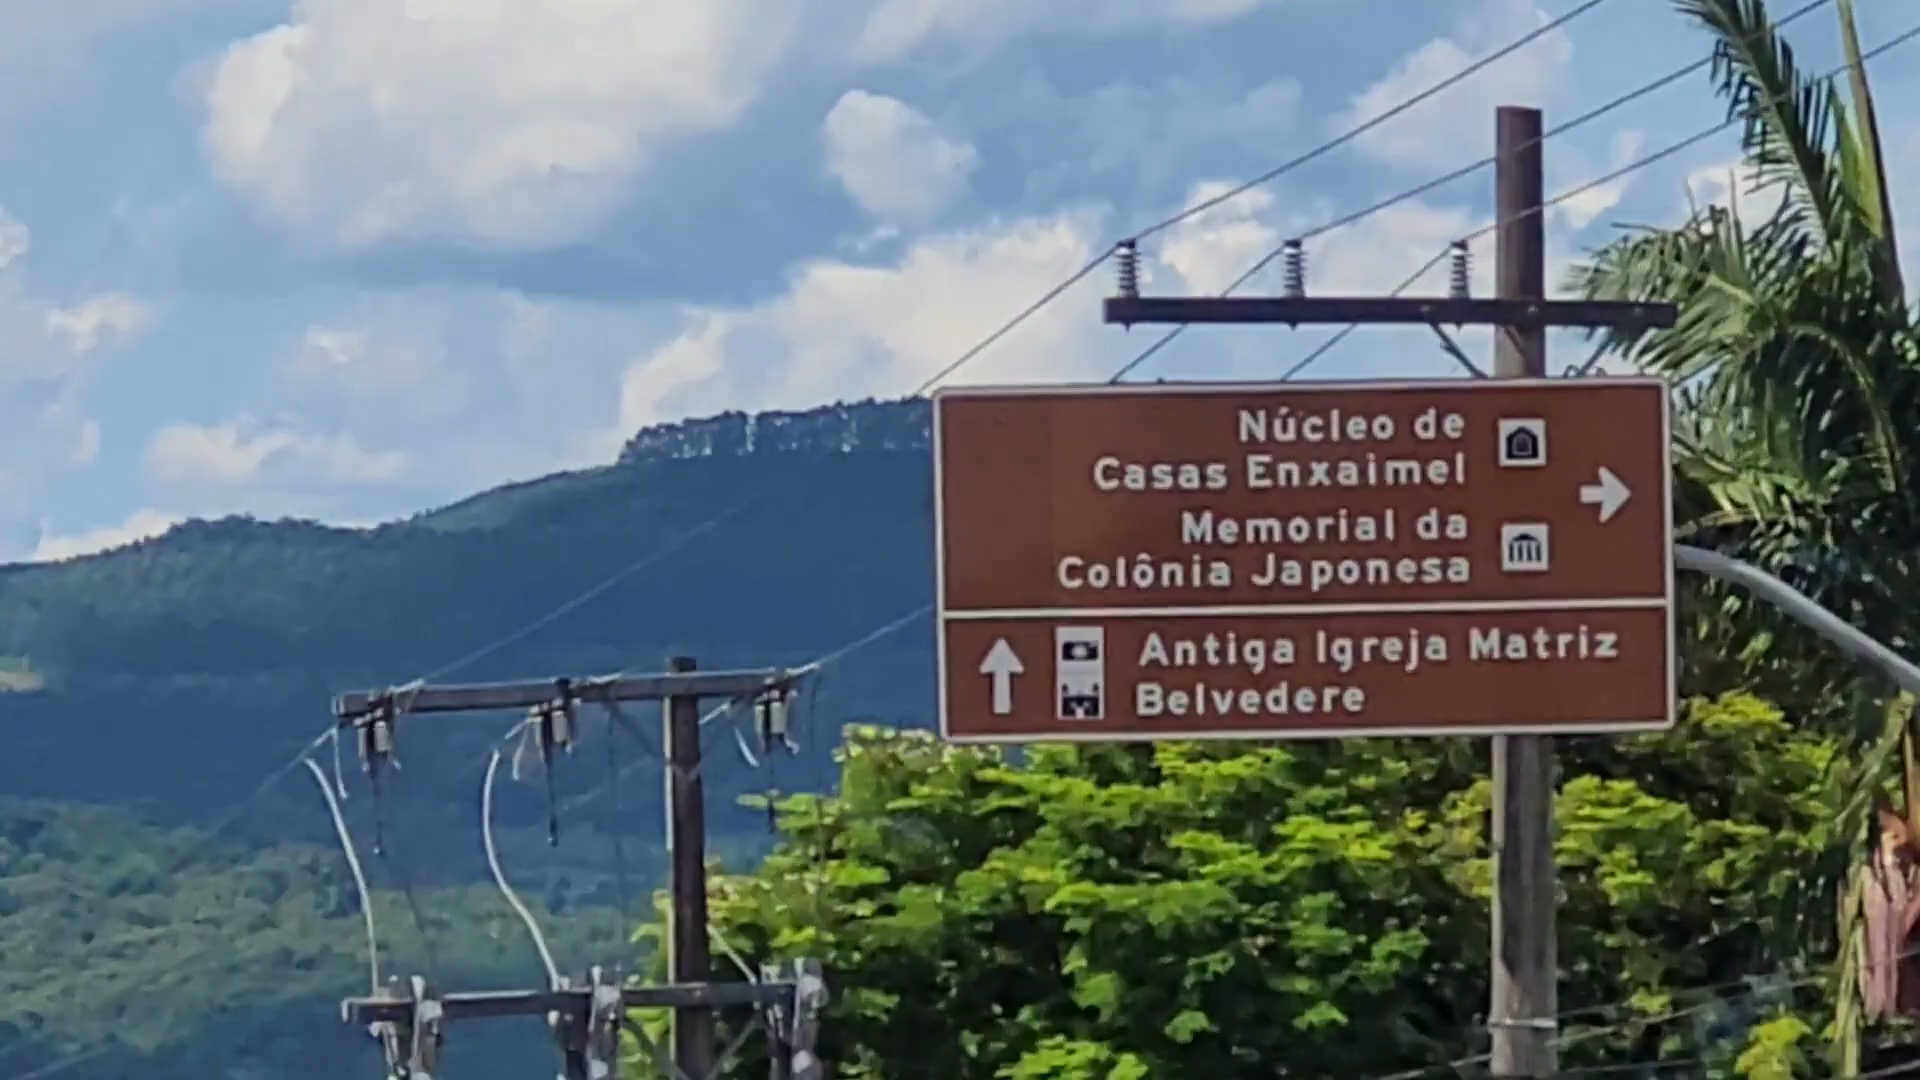 Núcleo de
Casas Enxaimel
Memorial da
Colônia Japonesa
Antiga Igreja Matriz
Belvedere